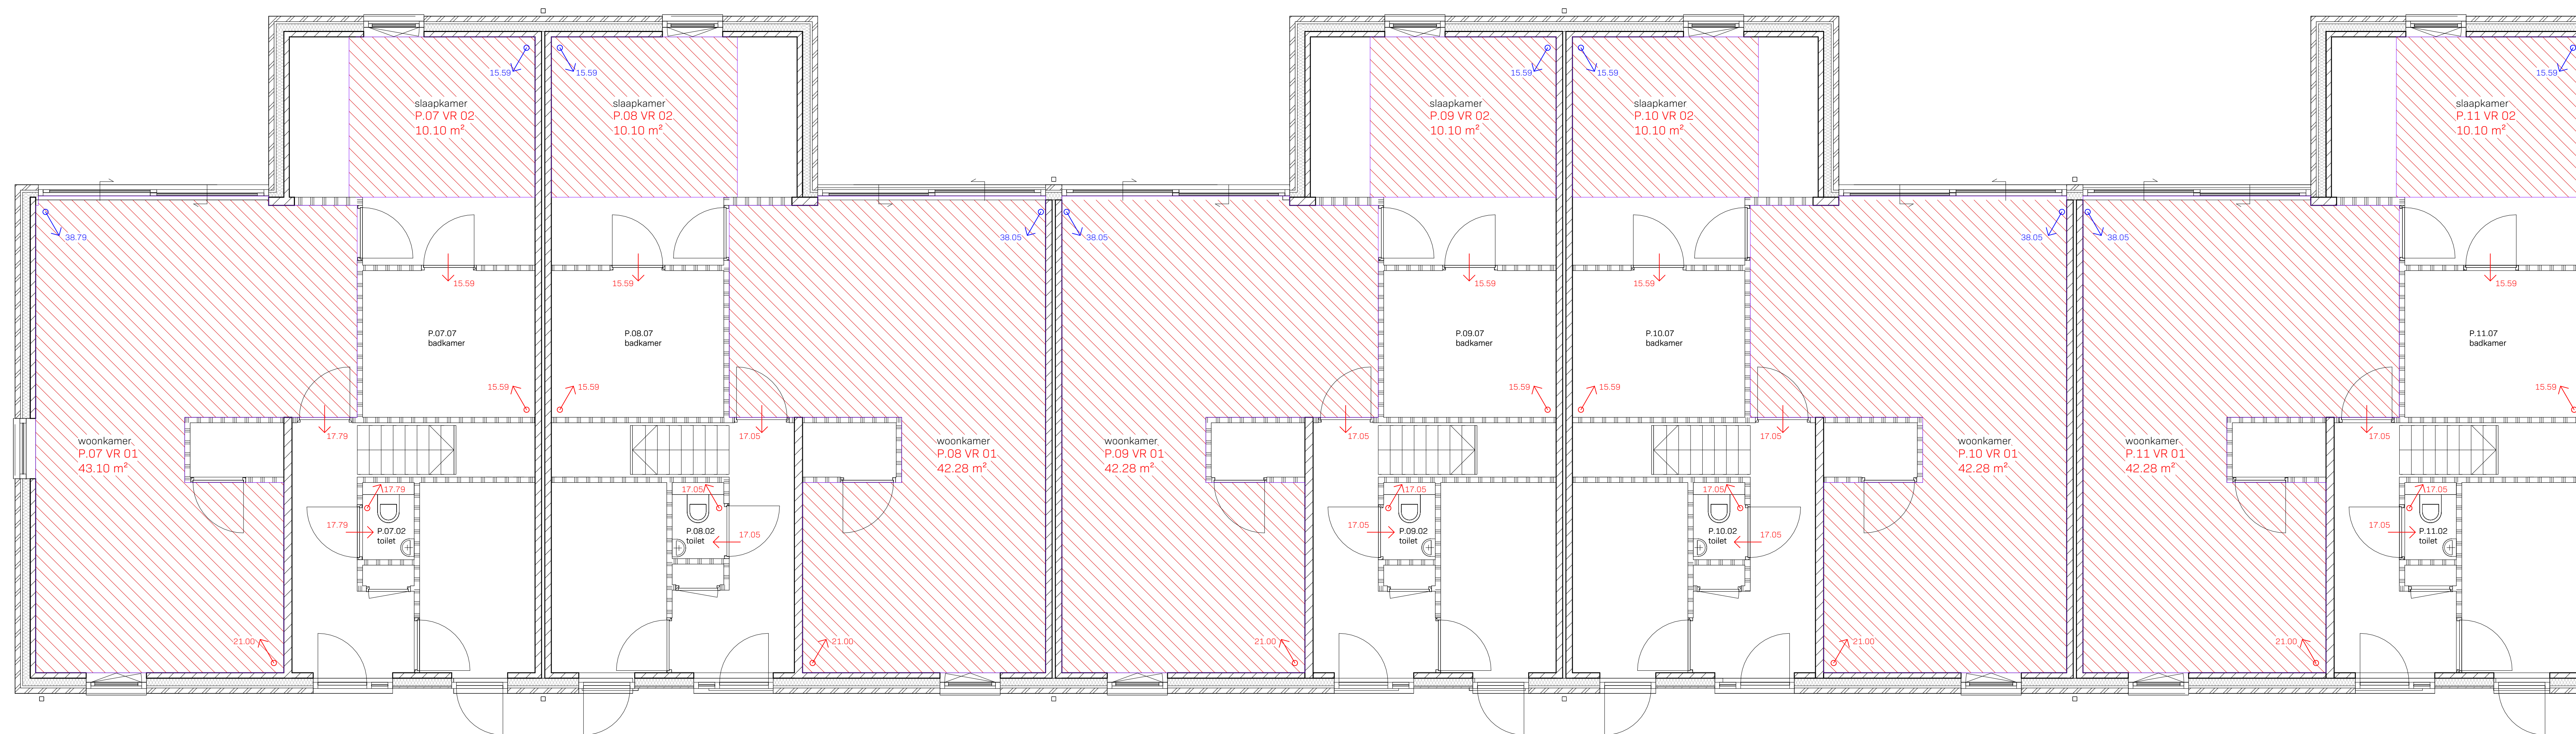 15.59
15.59
15.59
15.59
15.59
slaapkamer
P.07 VR 02
10.10 m²
slaapkamer
P.08 VR 02
10.10 m²
slaapkamer
P.09 VR 02
10.10 m²
slaapkamer
P.10 VR 02
10.10 m²
slaapkamer
P.11 VR 02
10.10 m²
38.79
38.05
38.05
38.05
38.05
15.59
15.59
15.59
15.59
15.59
P.07.07
badkamer
P.08.07
badkamer
P.09.07
badkamer
P.10.07
badkamer
P.11.07
badkamer
15.59
15.59
15.59
15.59
15.59
17.79
17.05
17.05
17.05
17.05
woonkamer
P.07 VR 01
43.10 m²
woonkamer
P.08 VR 01
42.28 m²
woonkamer
P.09 VR 01
42.28 m²
woonkamer
P.10 VR 01
42.28 m²
woonkamer
P.11 VR 01
42.28 m²
17.79
17.05
17.05
17.05
17.05
17.79
P.07.02
toilet
P.08.02
toilet
17.05
17.05
P.09.02
toilet
P.10.02
toilet
17.05
17.05
P.11.02
toilet
21.00
21.00
21.00
21.00
21.00